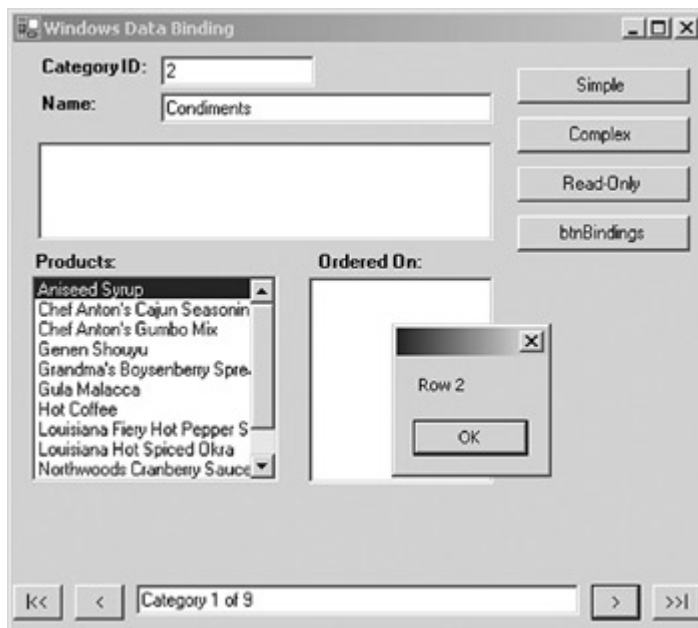 Windows Data Binding
Category ID: 2
Simple
Name: Condiments
Complex
Read-Only
btnBindings
Products:
Ordered On:
Aniseed Syrup
Chef Anton's Cajun Seasonin
Chef Anton's Gumbo Mix
Genen Shouyu
Grandma's Boysenberry Spre
Gula Malacca
Hot Coffee
Louisiana Fiery Hot Pepper S
Louisiana Hot Spiced Okra
Northwoods Cranberry Sauce
Row 2
OK
|<<
<
Category 1 of 9
>
>>|